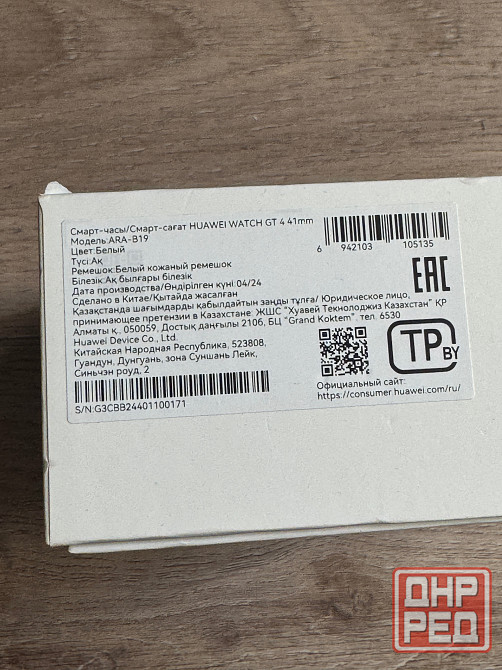 Смарт-часы/Смарт-сағат HUAWEI WATCH GT 4 41mm
Модель:ARA-B19
Цвет:Белый
Түсі:Ақ
Ремешок:Белый кожаный ремешок
Білезік:Ақ былғары білезік
Дата производства/Өндірілген күні:04/24
Сделано в Китае/Қытайда жасалған
Қазақстанда шағымдарды қабылдайтын заңды тұлға/ Юридическое лицо,
принимающее претензии в Казахстане: ЖШС "Хуавей Текнолоджиз Казахстан" ҚР
Алматы қ., 050059, Достық даңғылы 210б, БЦ "Grand Koktem", тел. 6530
Huawei Device Co., Ltd.
Китайская Народная Республика, 523808,
Гуандун, Дунгуань, зона Суншань Лейк,
Синьчэн роуд, 2
S/N:G3CBB24401100171
6 942103 105135
EAC
TP BY
Официальный сайт:
https://consumer.huawei.com/ru/
ДНР
РЕД